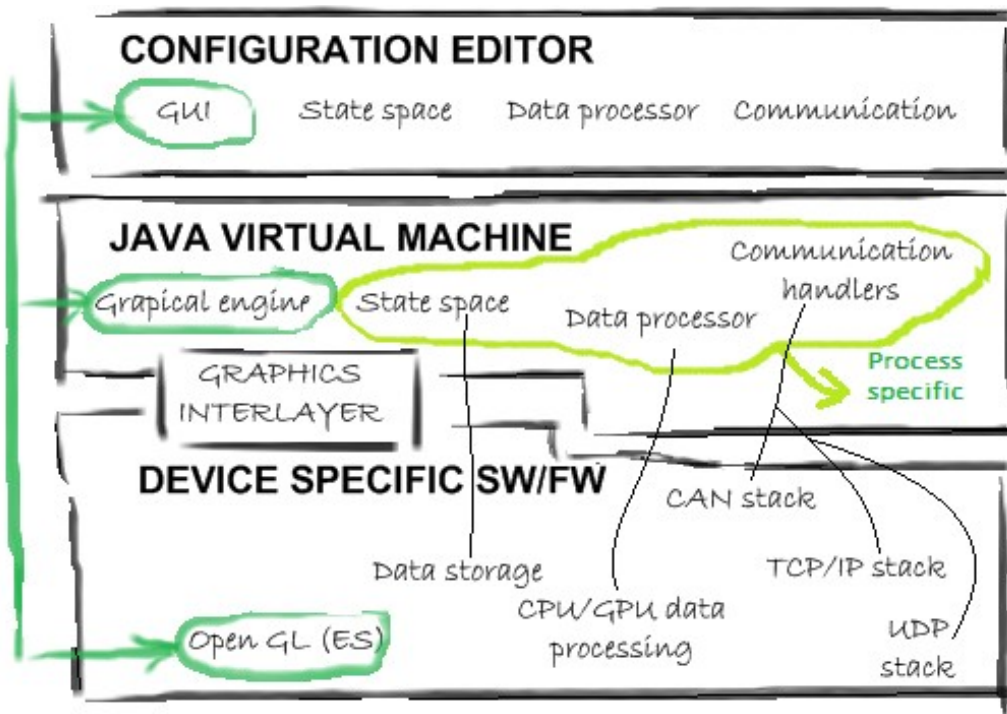 CONFIGURATION EDITOR
GUI State space Data processor Communication
JAVA VIRTUAL MACHINE
Communication
handlers
Grapical engine State space
Data processor
Process
specific
GRAPHICS
INTERLAYER
DEVICE SPECIFIC SW/FW
CAN stack
Data storage
TCP/IP stack
CPU/GPU data
processing
Open GL (ES)
UDP
stack